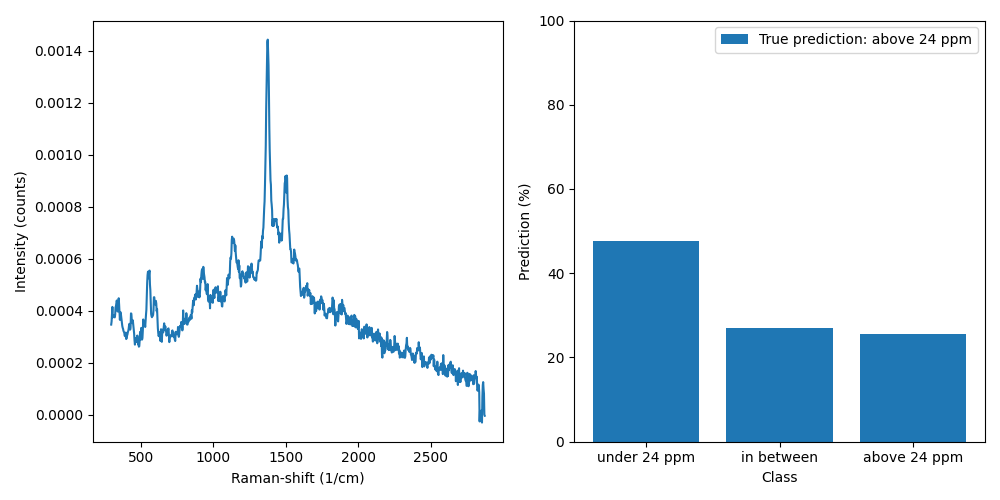 0.0014
0.0012
0.0010
0.0008
0.0006
0.0004
0.0002
0.0000
Intensity (counts)
500
1000
1500
2000
2500
Raman-shift (1/cm)
100
80
60
40
20
0
Prediction (%)
True prediction: above 24 ppm
under 24 ppm
in between
above 24 ppm
Class